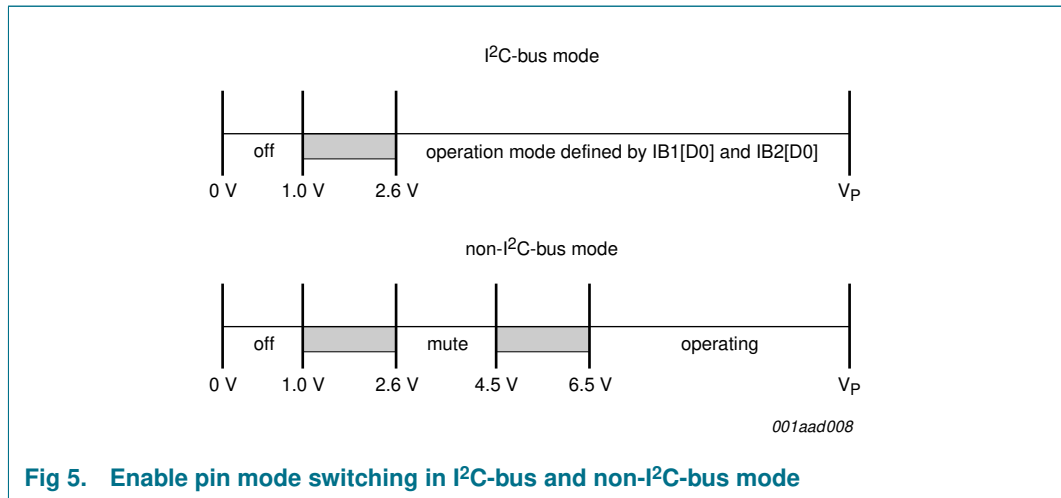 I²C-bus mode
off operation mode defined by IB1[D0] and IB2[D0]
0 V 1.0 V 2.6 V V_P
non-I²C-bus mode
off mute operating
0 V 1.0 V 2.6 V 4.5 V 6.5 V V_P
001aad008
Fig 5. Enable pin mode switching in I²C-bus and non-I²C-bus mode